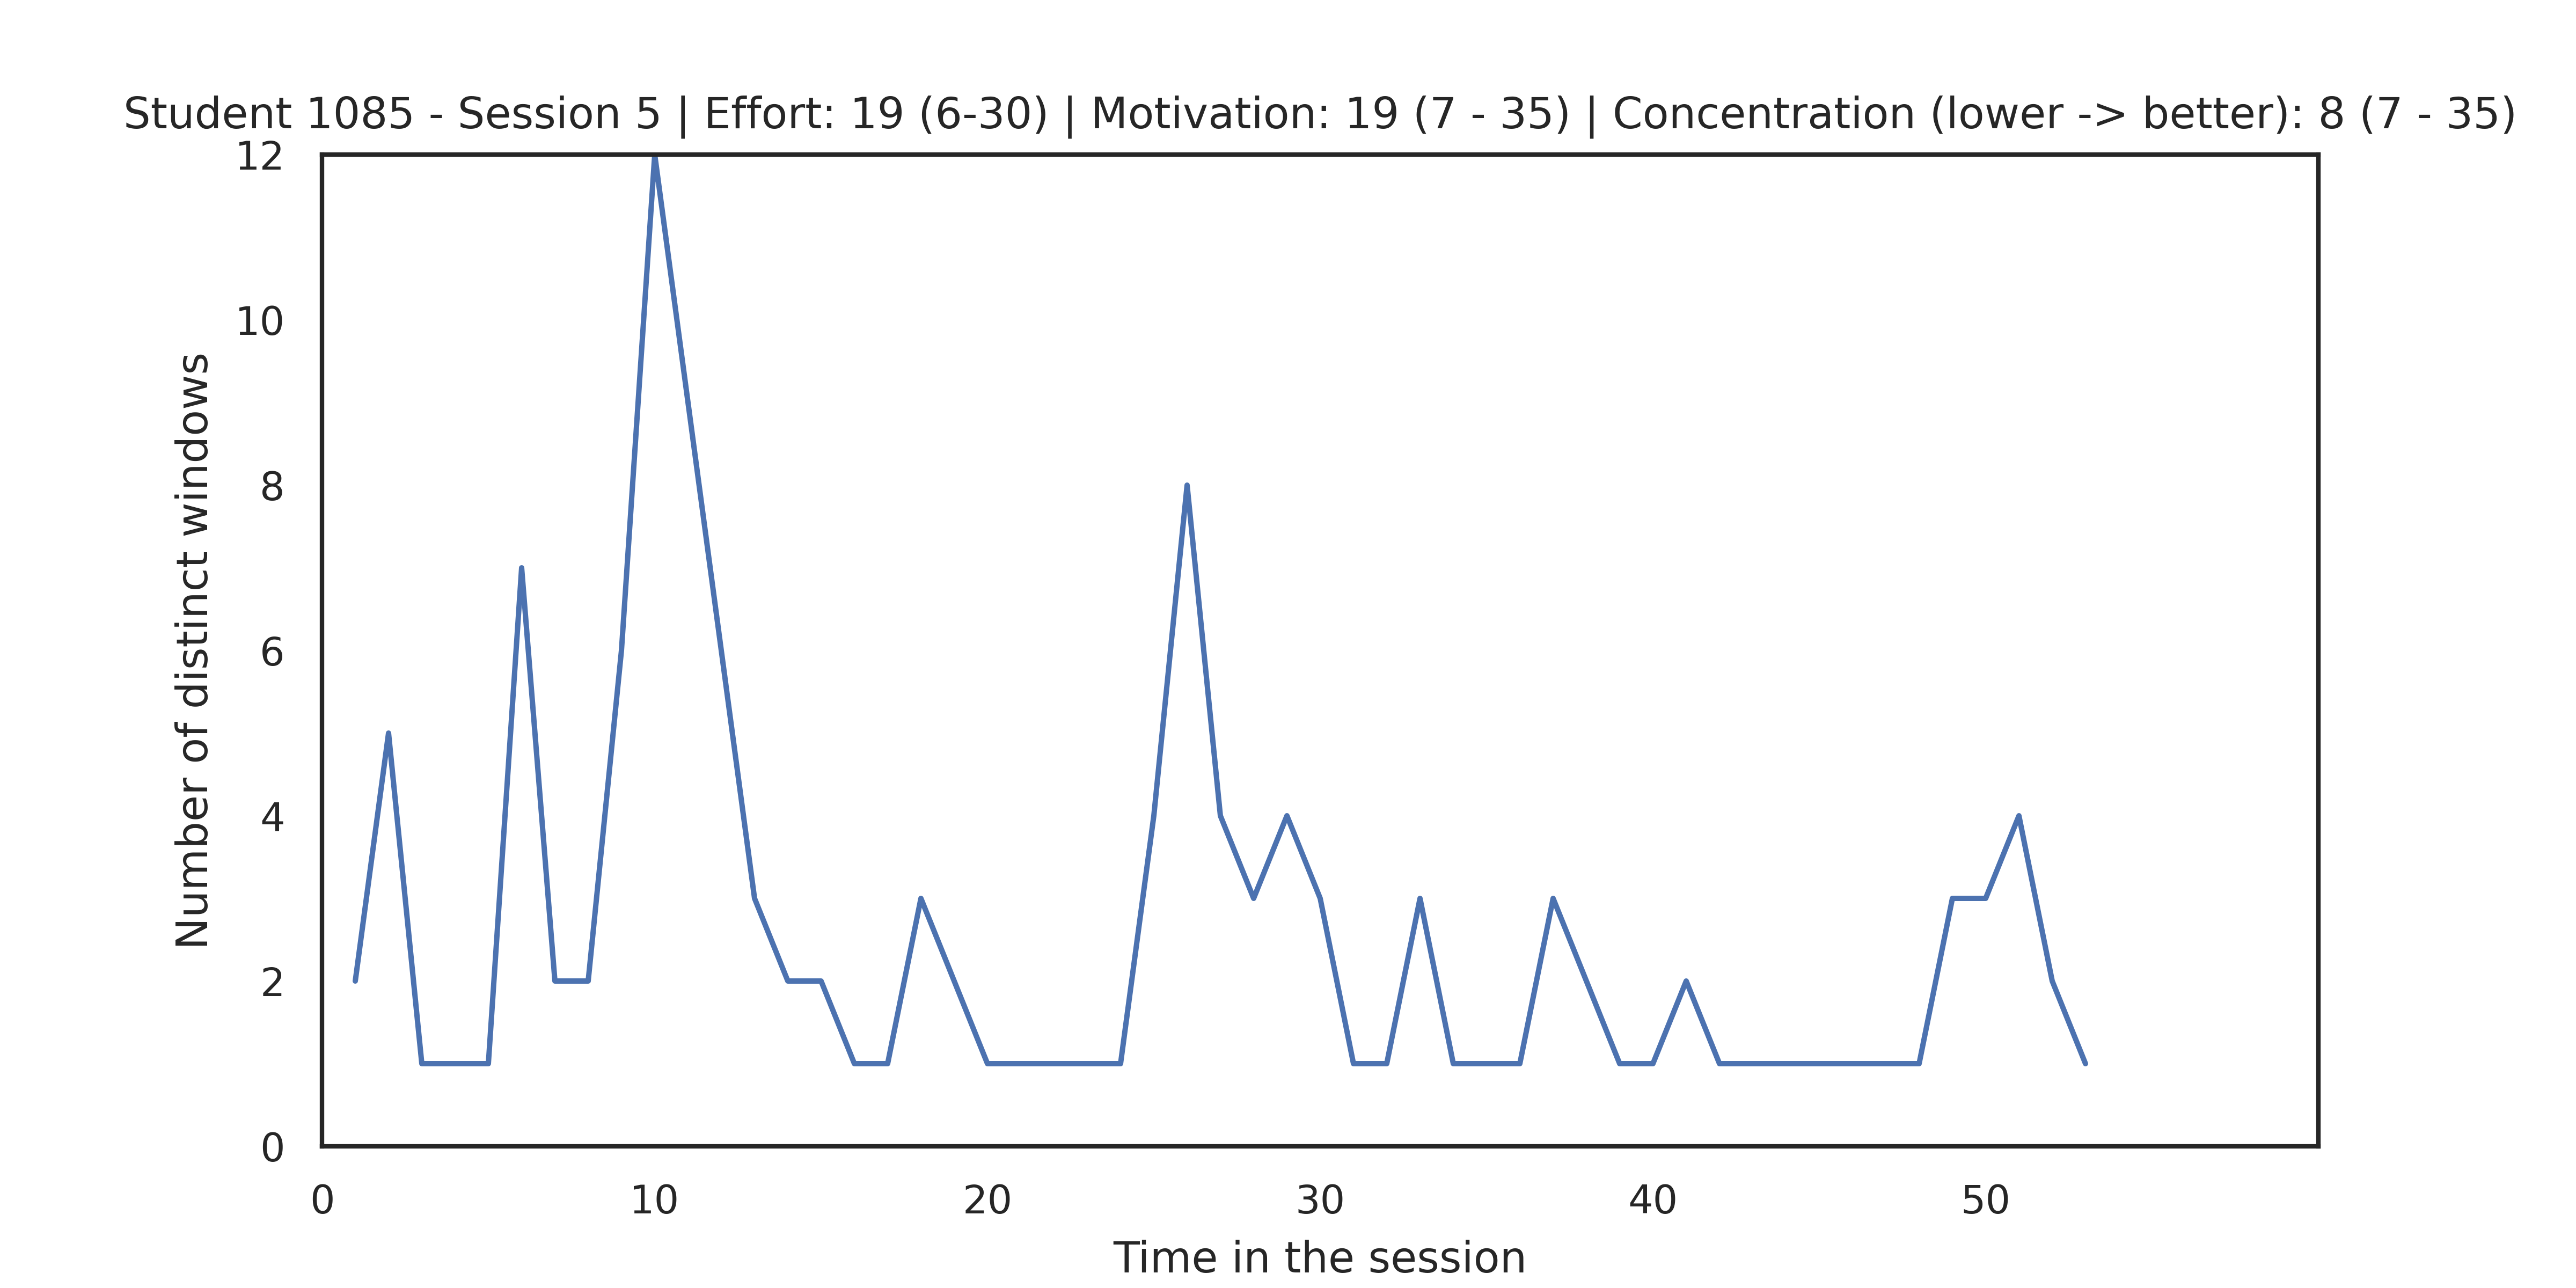 Student 1085 - Session 5 | Effort: 19 (6-30) | Motivation: 19 (7 - 35) | Concentration (lower -> better): 8 (7 - 35)
12
10
8
6
4
2
0
Number of distinct windows
0 10 20 30 40 50
Time in the session